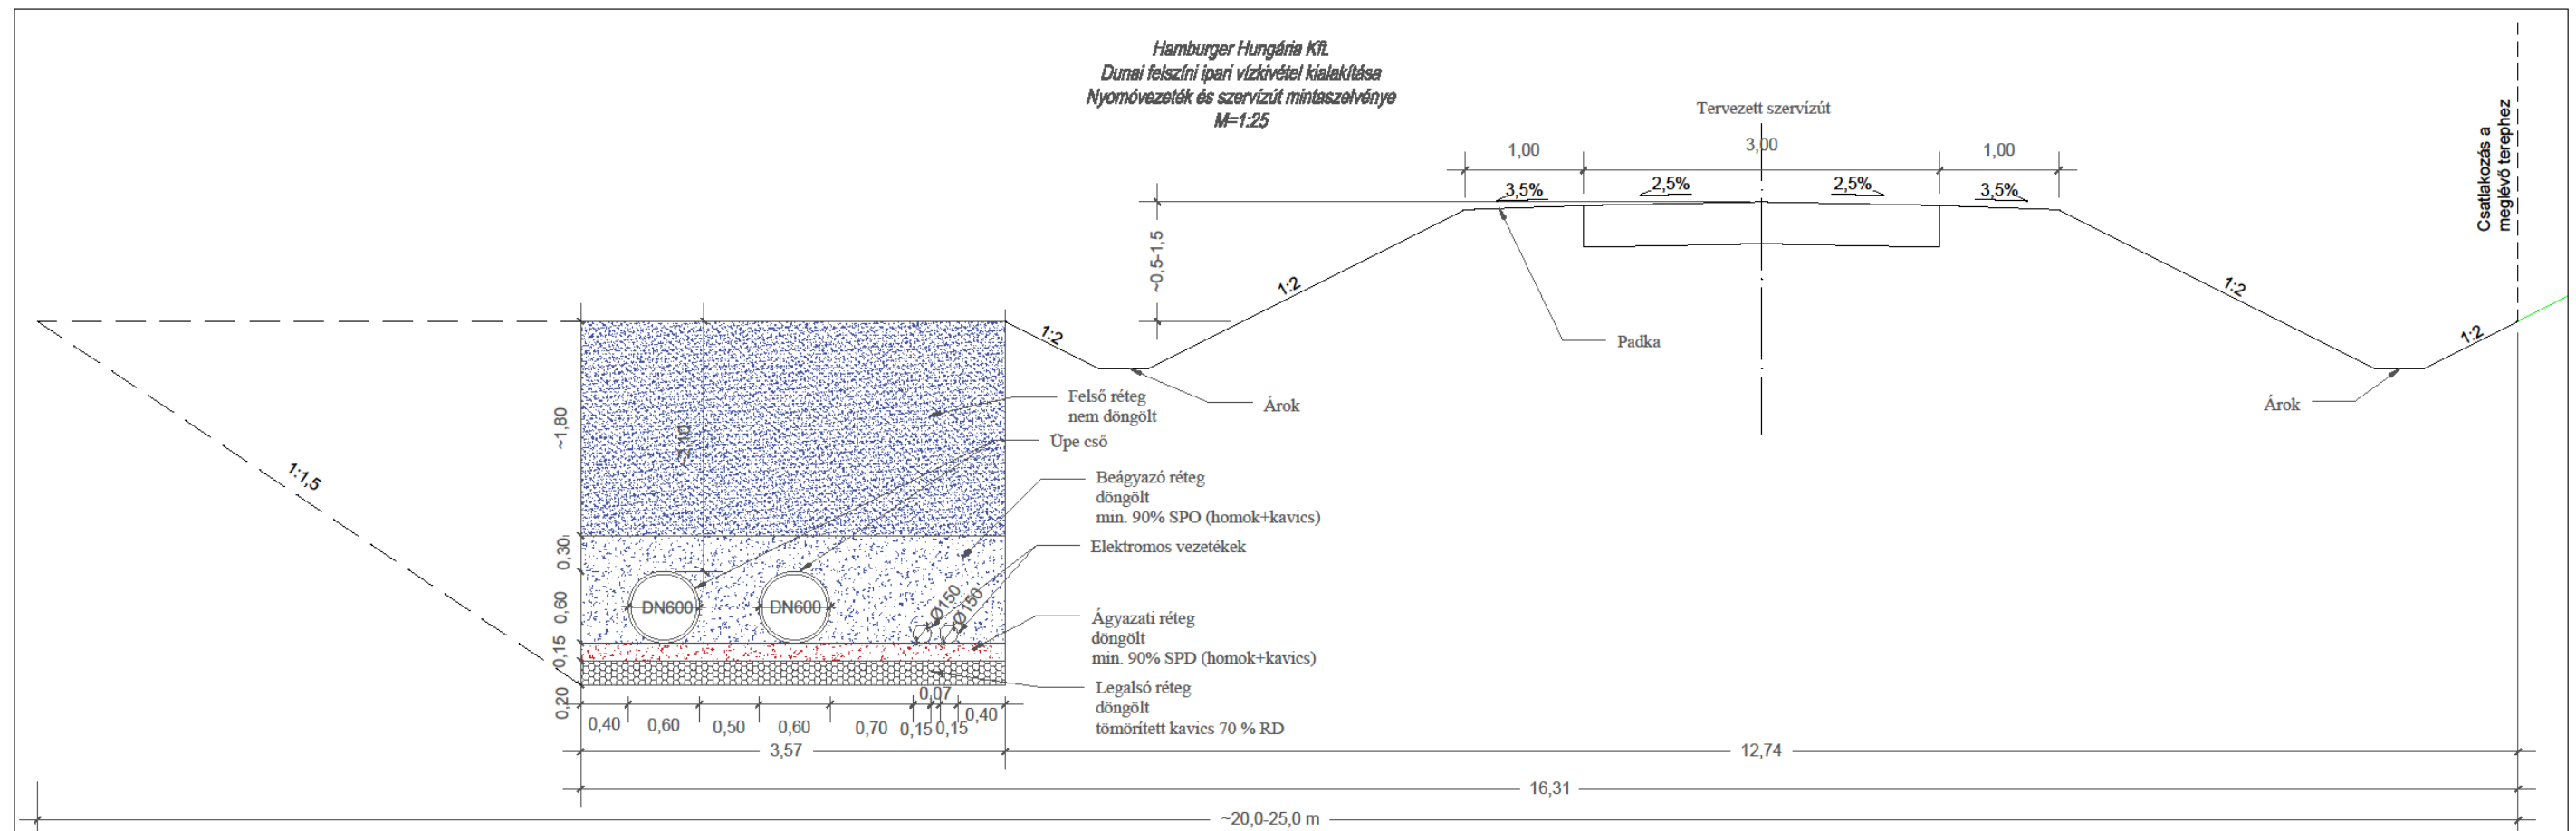 Hamburger Hungária Kft.
Dunai felszíni ipari vízkivétel kialakítása
Nyomóvezeték és szervízút mintaszelvénye
M=1:25
Tervezett szervízút
1,00
3,00
1,00
3,5%
2,5%
2,5%
3,5%
Csatlakozás a
meglévő terephez
~0,5-1,5
1:2
1:2
1:2
1:2
Padka
Árok
Árok
Felső réteg
nem döngölt
Üpe cső
Beágyazó réteg
döngölt
min. 90% SPO (homok+kavics)
Elektromos vezetékek
Ágyazati réteg
döngölt
min. 90% SPD (homok+kavics)
Legalsó réteg
döngölt
tömörített kavics 70 % RD
1:1,5
~1,80
~2,10
0,30
0,60
0,15
0,20
DN600
DN600
Ø150
Ø150
0,40
0,60
0,50
0,60
0,70
0,15
0,07
0,15
0,40
3,57
12,74
16,31
~20,0-25,0 m